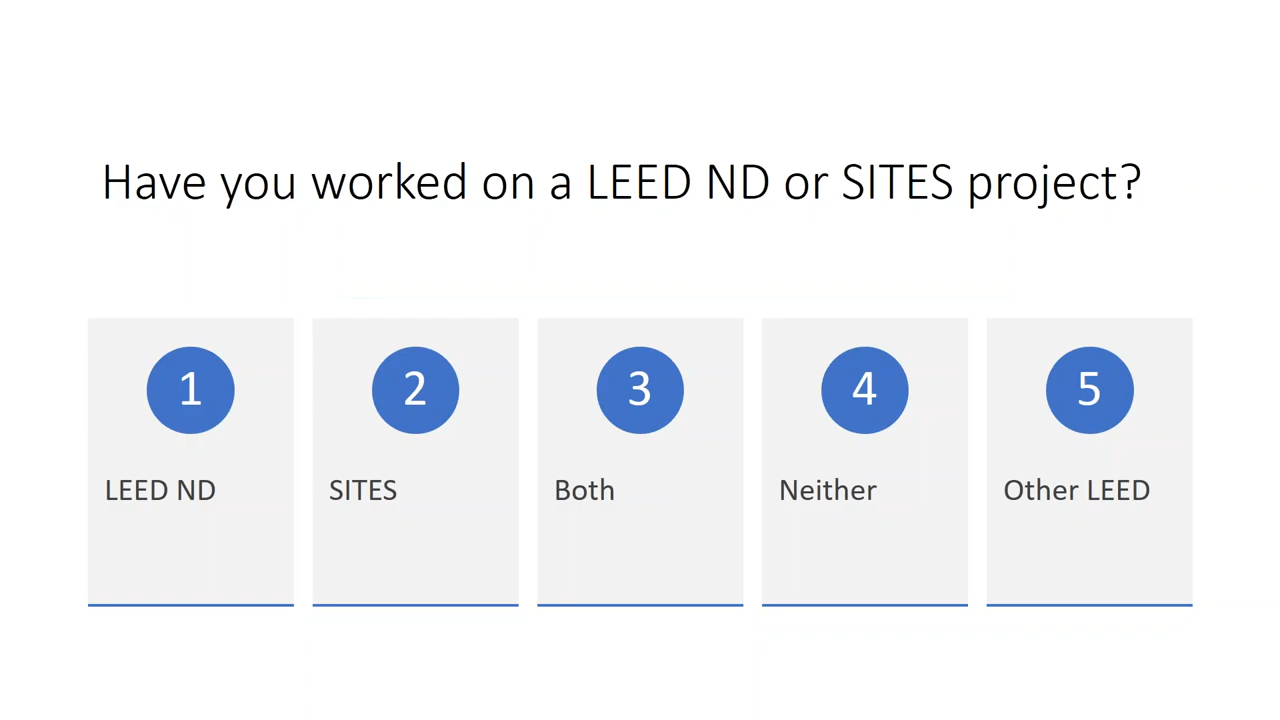 Have you worked on a LEED ND or SITES project?
1
2
3
4
5
LEED ND
SITES
Both
Neither
Other LEED